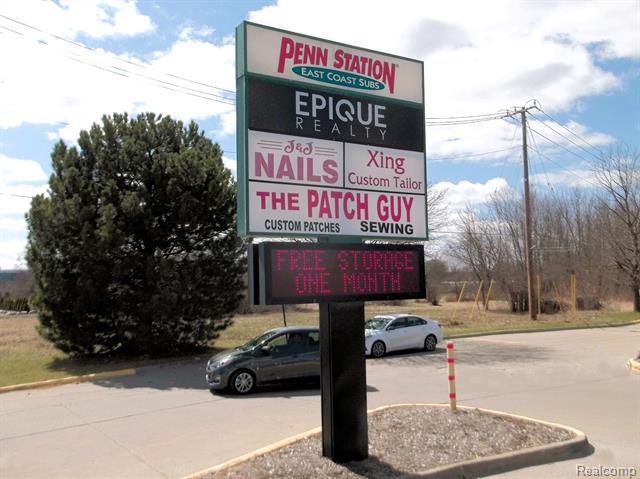 PENN STATION
EAST COAST SUBS
EPIQUE
REALTY
J&J
NAILS
Xing
Custom Tailor
THE PATCH GUY
CUSTOM PATCHES SEWING
FREE STORAGE
ONE MONTH
Realcomp